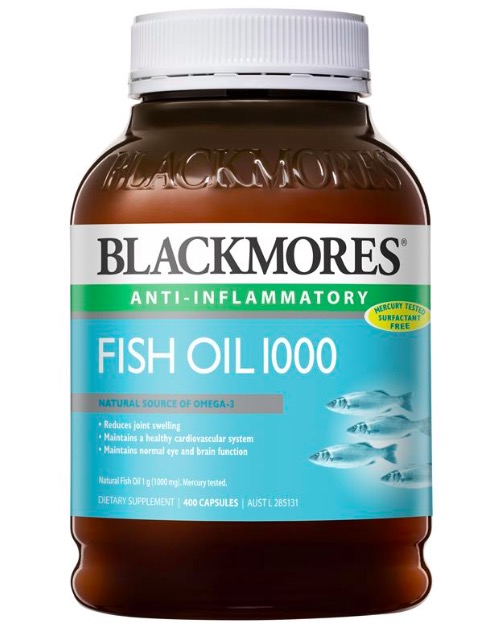 BLACKMORES
BLACKMORES®
ANTI-INFLAMMATORY
MERCURY TESTED
SURFACTANT
FREE
FISH OIL 1000
NATURAL SOURCE OF OMEGA-3
• Reduces joint swelling
• Maintains a healthy cardiovascular system
• Maintains normal eye and brain function
Natural Fish Oil 1 g (1000 mg). Mercury tested.
DIETARY SUPPLEMENT | 400 CAPSULES | AUST L 285131